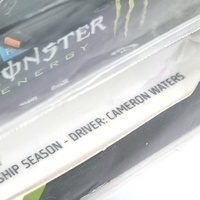 MONSTER
ENERGY
SHIP SEASON - DRIVER: CAMERON WATERS